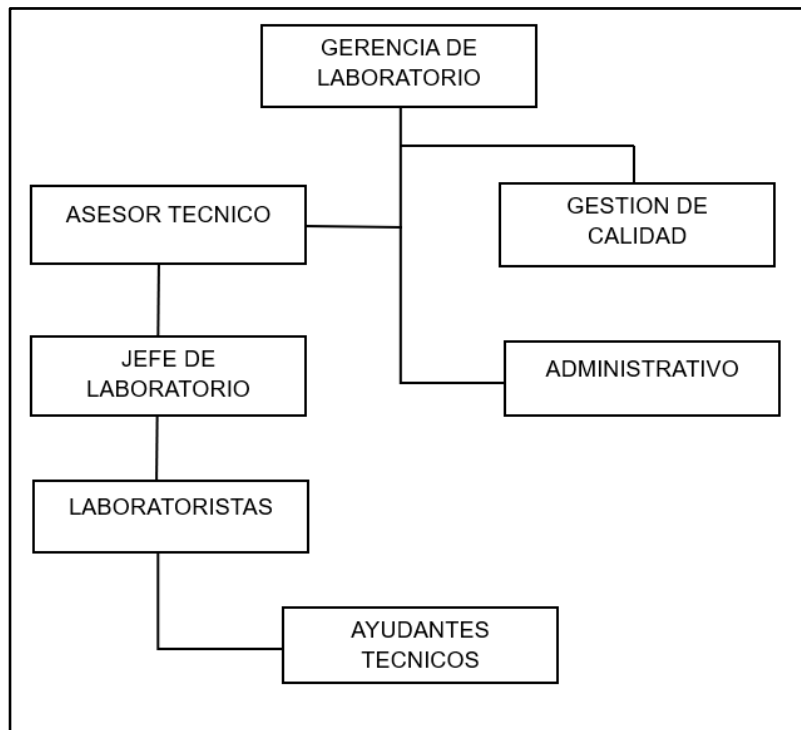 GERENCIA DE
LABORATORIO
ASESOR TECNICO
GESTION DE
CALIDAD
JEFE DE
LABORATORIO
ADMINISTRATIVO
LABORATORISTAS
AYUDANTES
TECNICOS